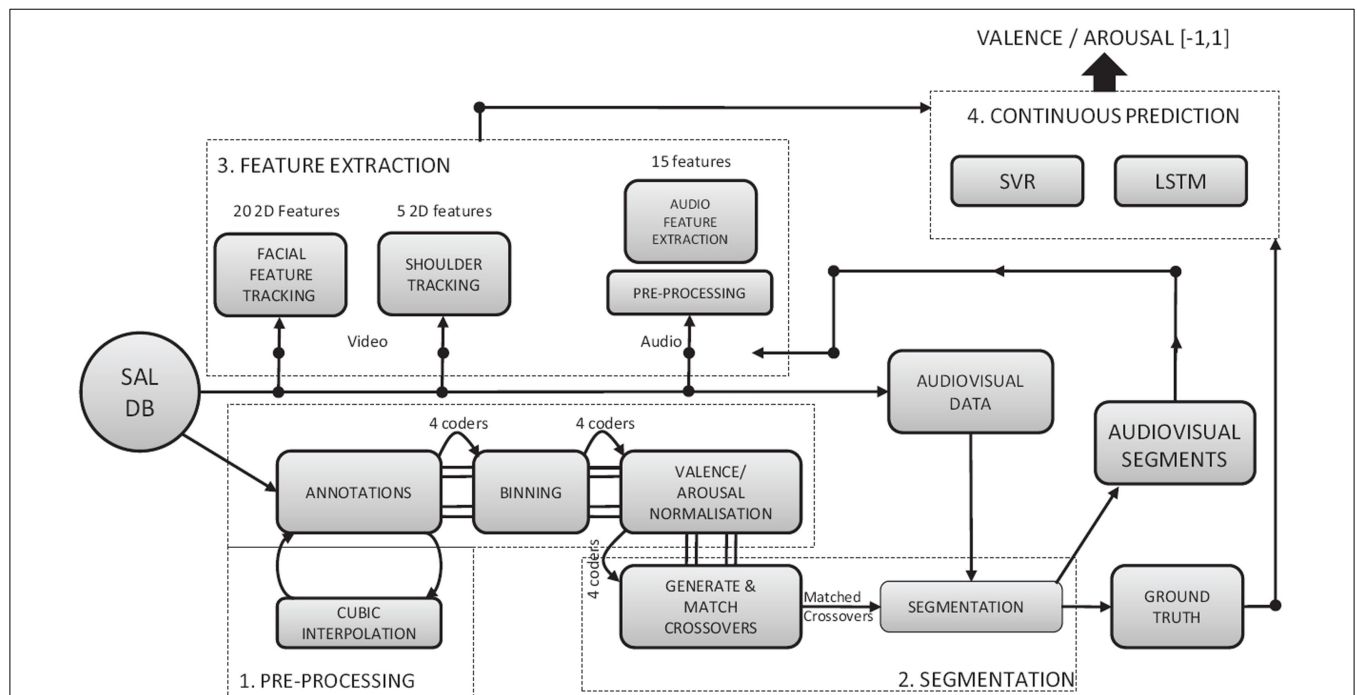 VALENCE / AROUSAL [-1,1]
4. CONTINUOUS PREDICTION
SVR
LSTM
3. FEATURE EXTRACTION
15 features
AUDIO
FEATURE
EXTRACTION
20 2D Features
5 2D features
FACIAL
FEATURE
TRACKING
SHOULDER
TRACKING
PRE-PROCESSING
Video
Audio
SAL
DB
AUDIOVISUAL
DATA
AUDIOVISUAL
SEGMENTS
4 coders
4 coders
ANNOTATIONS
BINNING
VALENCE/
AROUSAL
NORMALISATION
4 coders
CUBIC
INTERPOLATION
GENERATE &
MATCH
CROSSOVERS
Matched
Crossovers
SEGMENTATION
GROUND
TRUTH
1. PRE-PROCESSING
2. SEGMENTATION